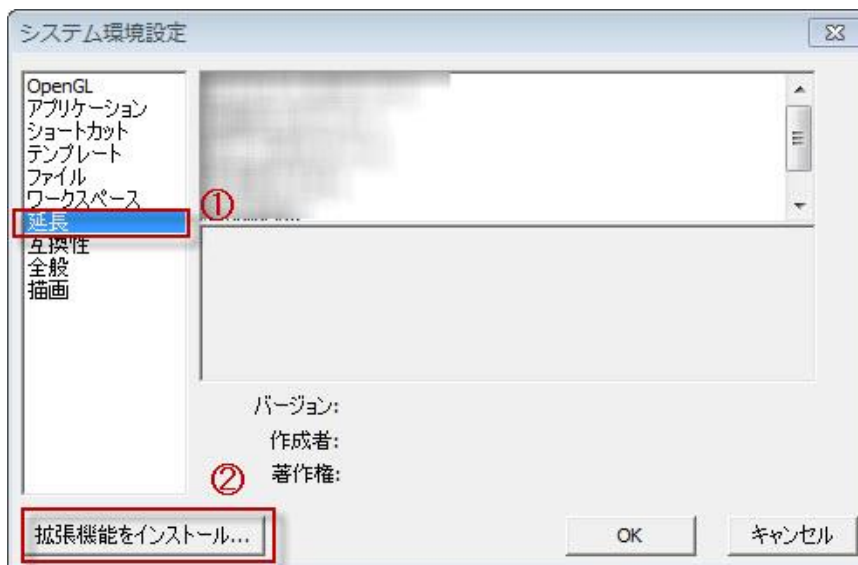 システム環境設定
OpenGL
アプリケーション
ショートカット
テンプレート
ファイル
ワークスペース
延長
互換性
全般
描画
①
バージョン:
作成者:
著作権:
②
拡張機能をインストール...
OK
キャンセル